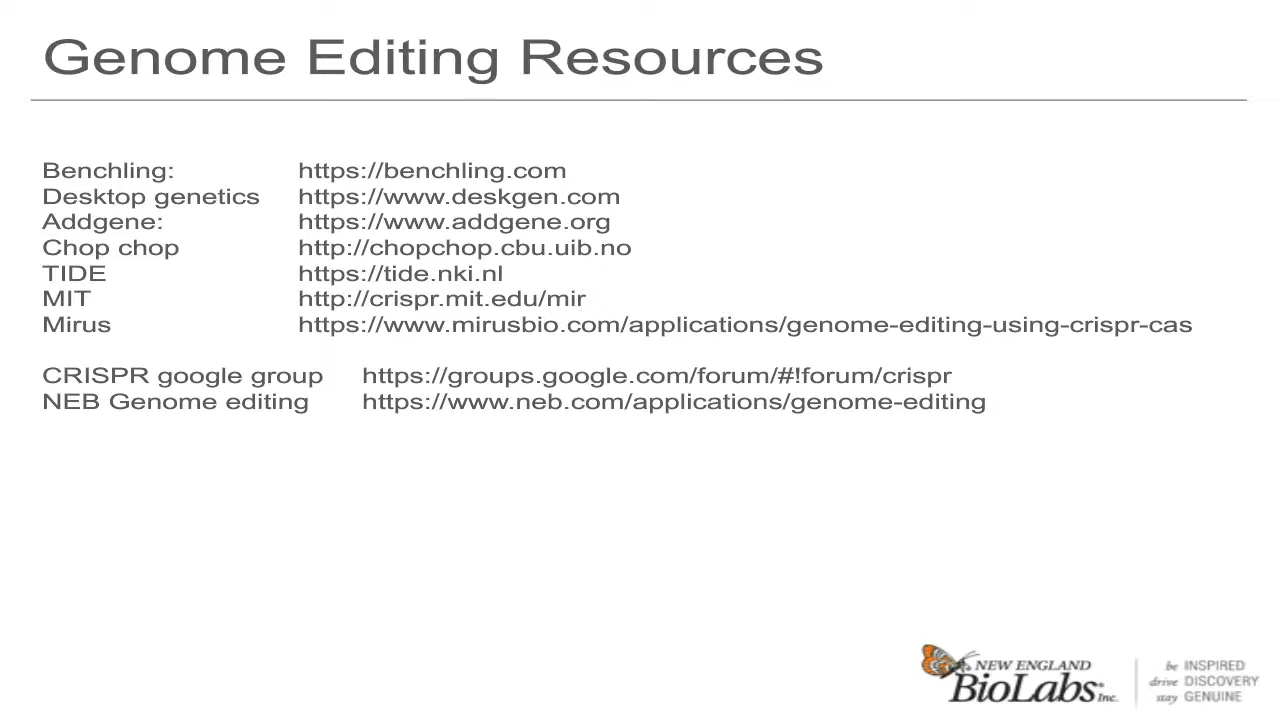 Genome Editing Resources
Benchling: https://benchling.com
Desktop genetics https://www.deskgen.com
Addgene: https://www.addgene.org
Chop chop http://chopchop.cbu.uib.no
TIDE https://tide.nki.nl
MIT http://crispr.mit.edu/mir
Mirus https://www.mirusbio.com/applications/genome-editing-using-crispr-cas
CRISPR google group https://groups.google.com/forum/#!forum/crispr
NEB Genome editing https://www.neb.com/applications/genome-editing
NEW ENGLAND
BioLabs Inc.
be INSPIRED
drive DISCOVERY
stay GENUINE